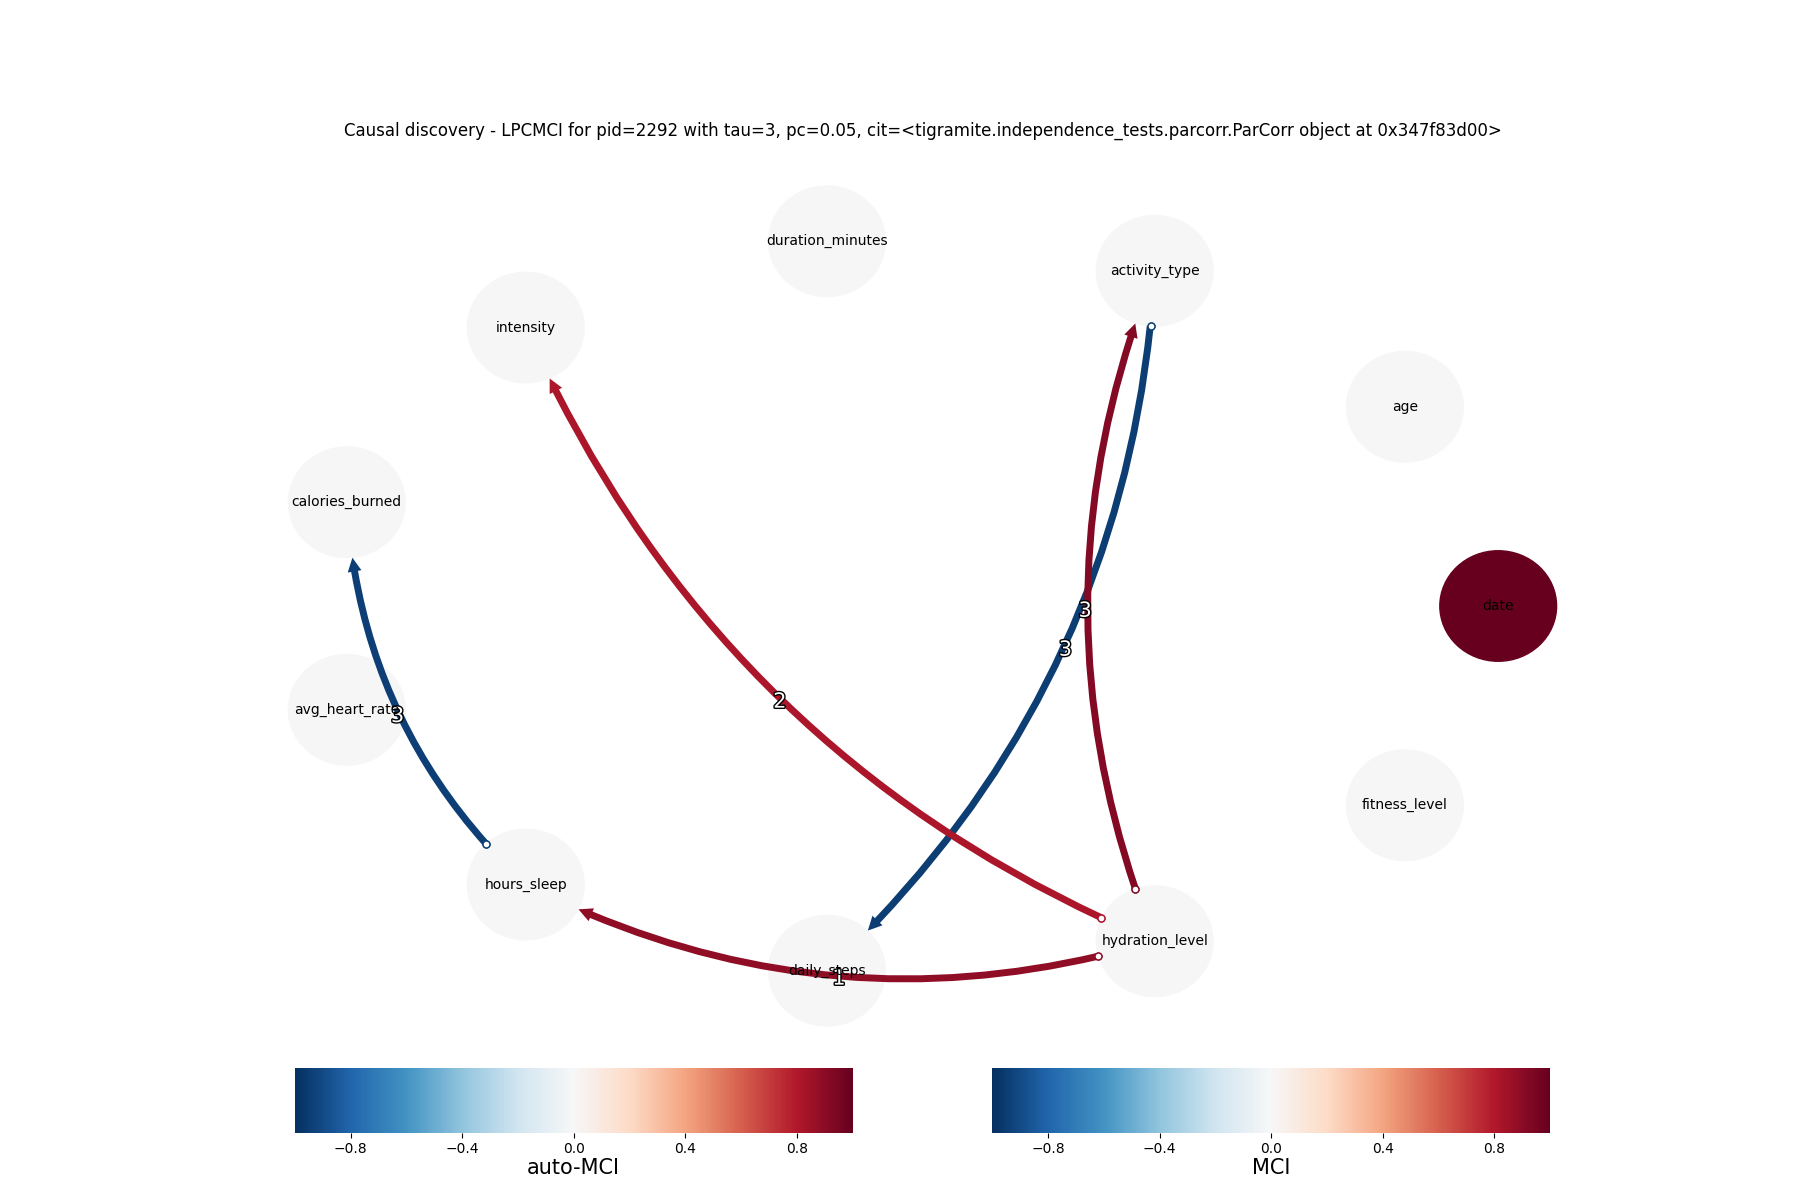 Causal discovery - LPCMCI for pid=2292 with tau=3, pc=0.05, cit=<tigramite.independence_tests.parcorr.ParCorr object at 0x347f83d00>
duration_minutes
activity_type
intensity
age
calories_burned
date
3
3
2
avg_heart_rate
3
fitness_level
hours_sleep
hydration_level
daily_steps
1
−0.8 −0.4 0.0 0.4 0.8
auto-MCI
−0.8 −0.4 0.0 0.4 0.8
MCI